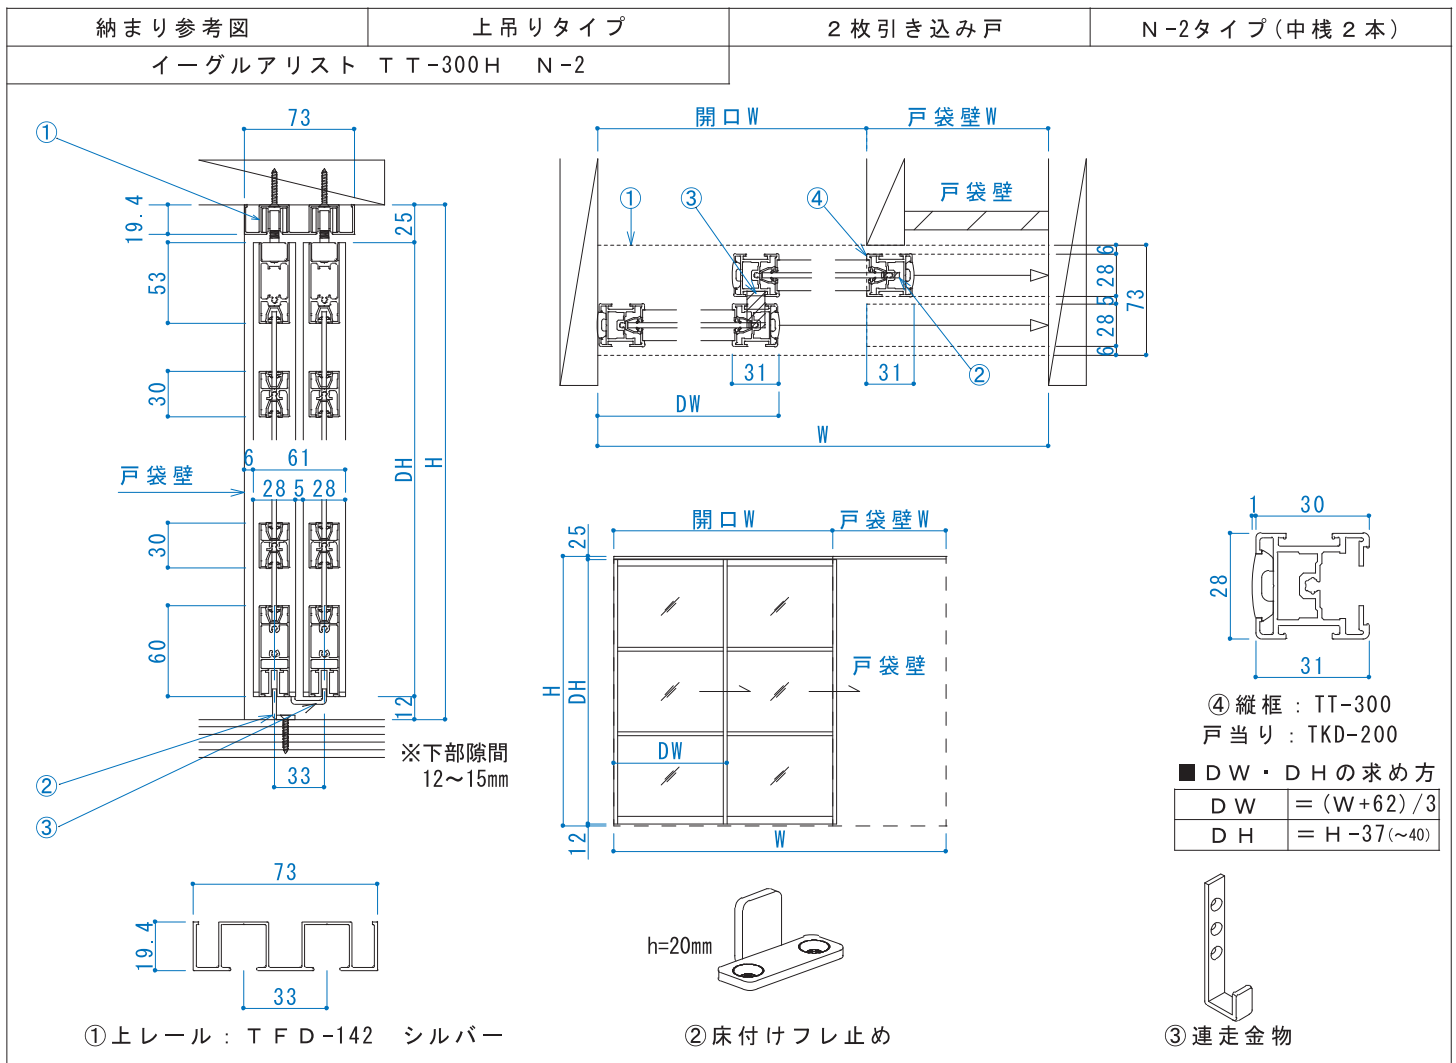 納まり参考図 上吊りタイプ 2枚引き込み戸 N-2タイプ(中桟2本)
イーグルアリスト TT-300H N-2
① 73
19.4 25
53
30
戸袋壁
6 61
28 5 28
DH H
30
60
12
※下部隙間
12～15mm
33
②
③
開口W 戸袋壁W
戸袋壁
① ③ ④
6
28
5
28
6
73
31 31 ②
DW
W
開口W 戸袋壁W
25
H DH
戸袋壁
DW
12
W
1 30
28
31
④縦框：TT-300
戸当り：TKD-200
■DW・DHの求め方
DW =(W+62)/3
DH =H-37(～40)
73
19.4
33
①上レール：TFD-142 シルバー
h=20mm
②床付けフレ止め
③連走金物